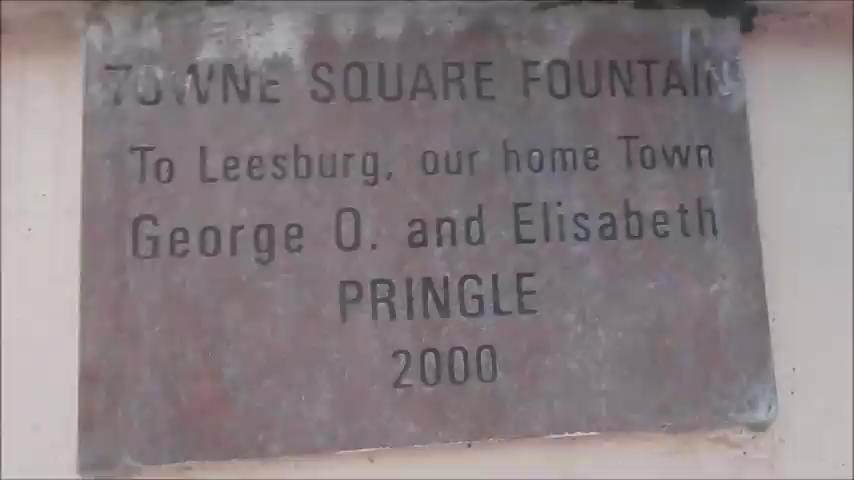 TOWNE SQUARE FOUNTAIN
To Leesburg, our home Town
George O. and Elisabeth
PRINGLE
2000